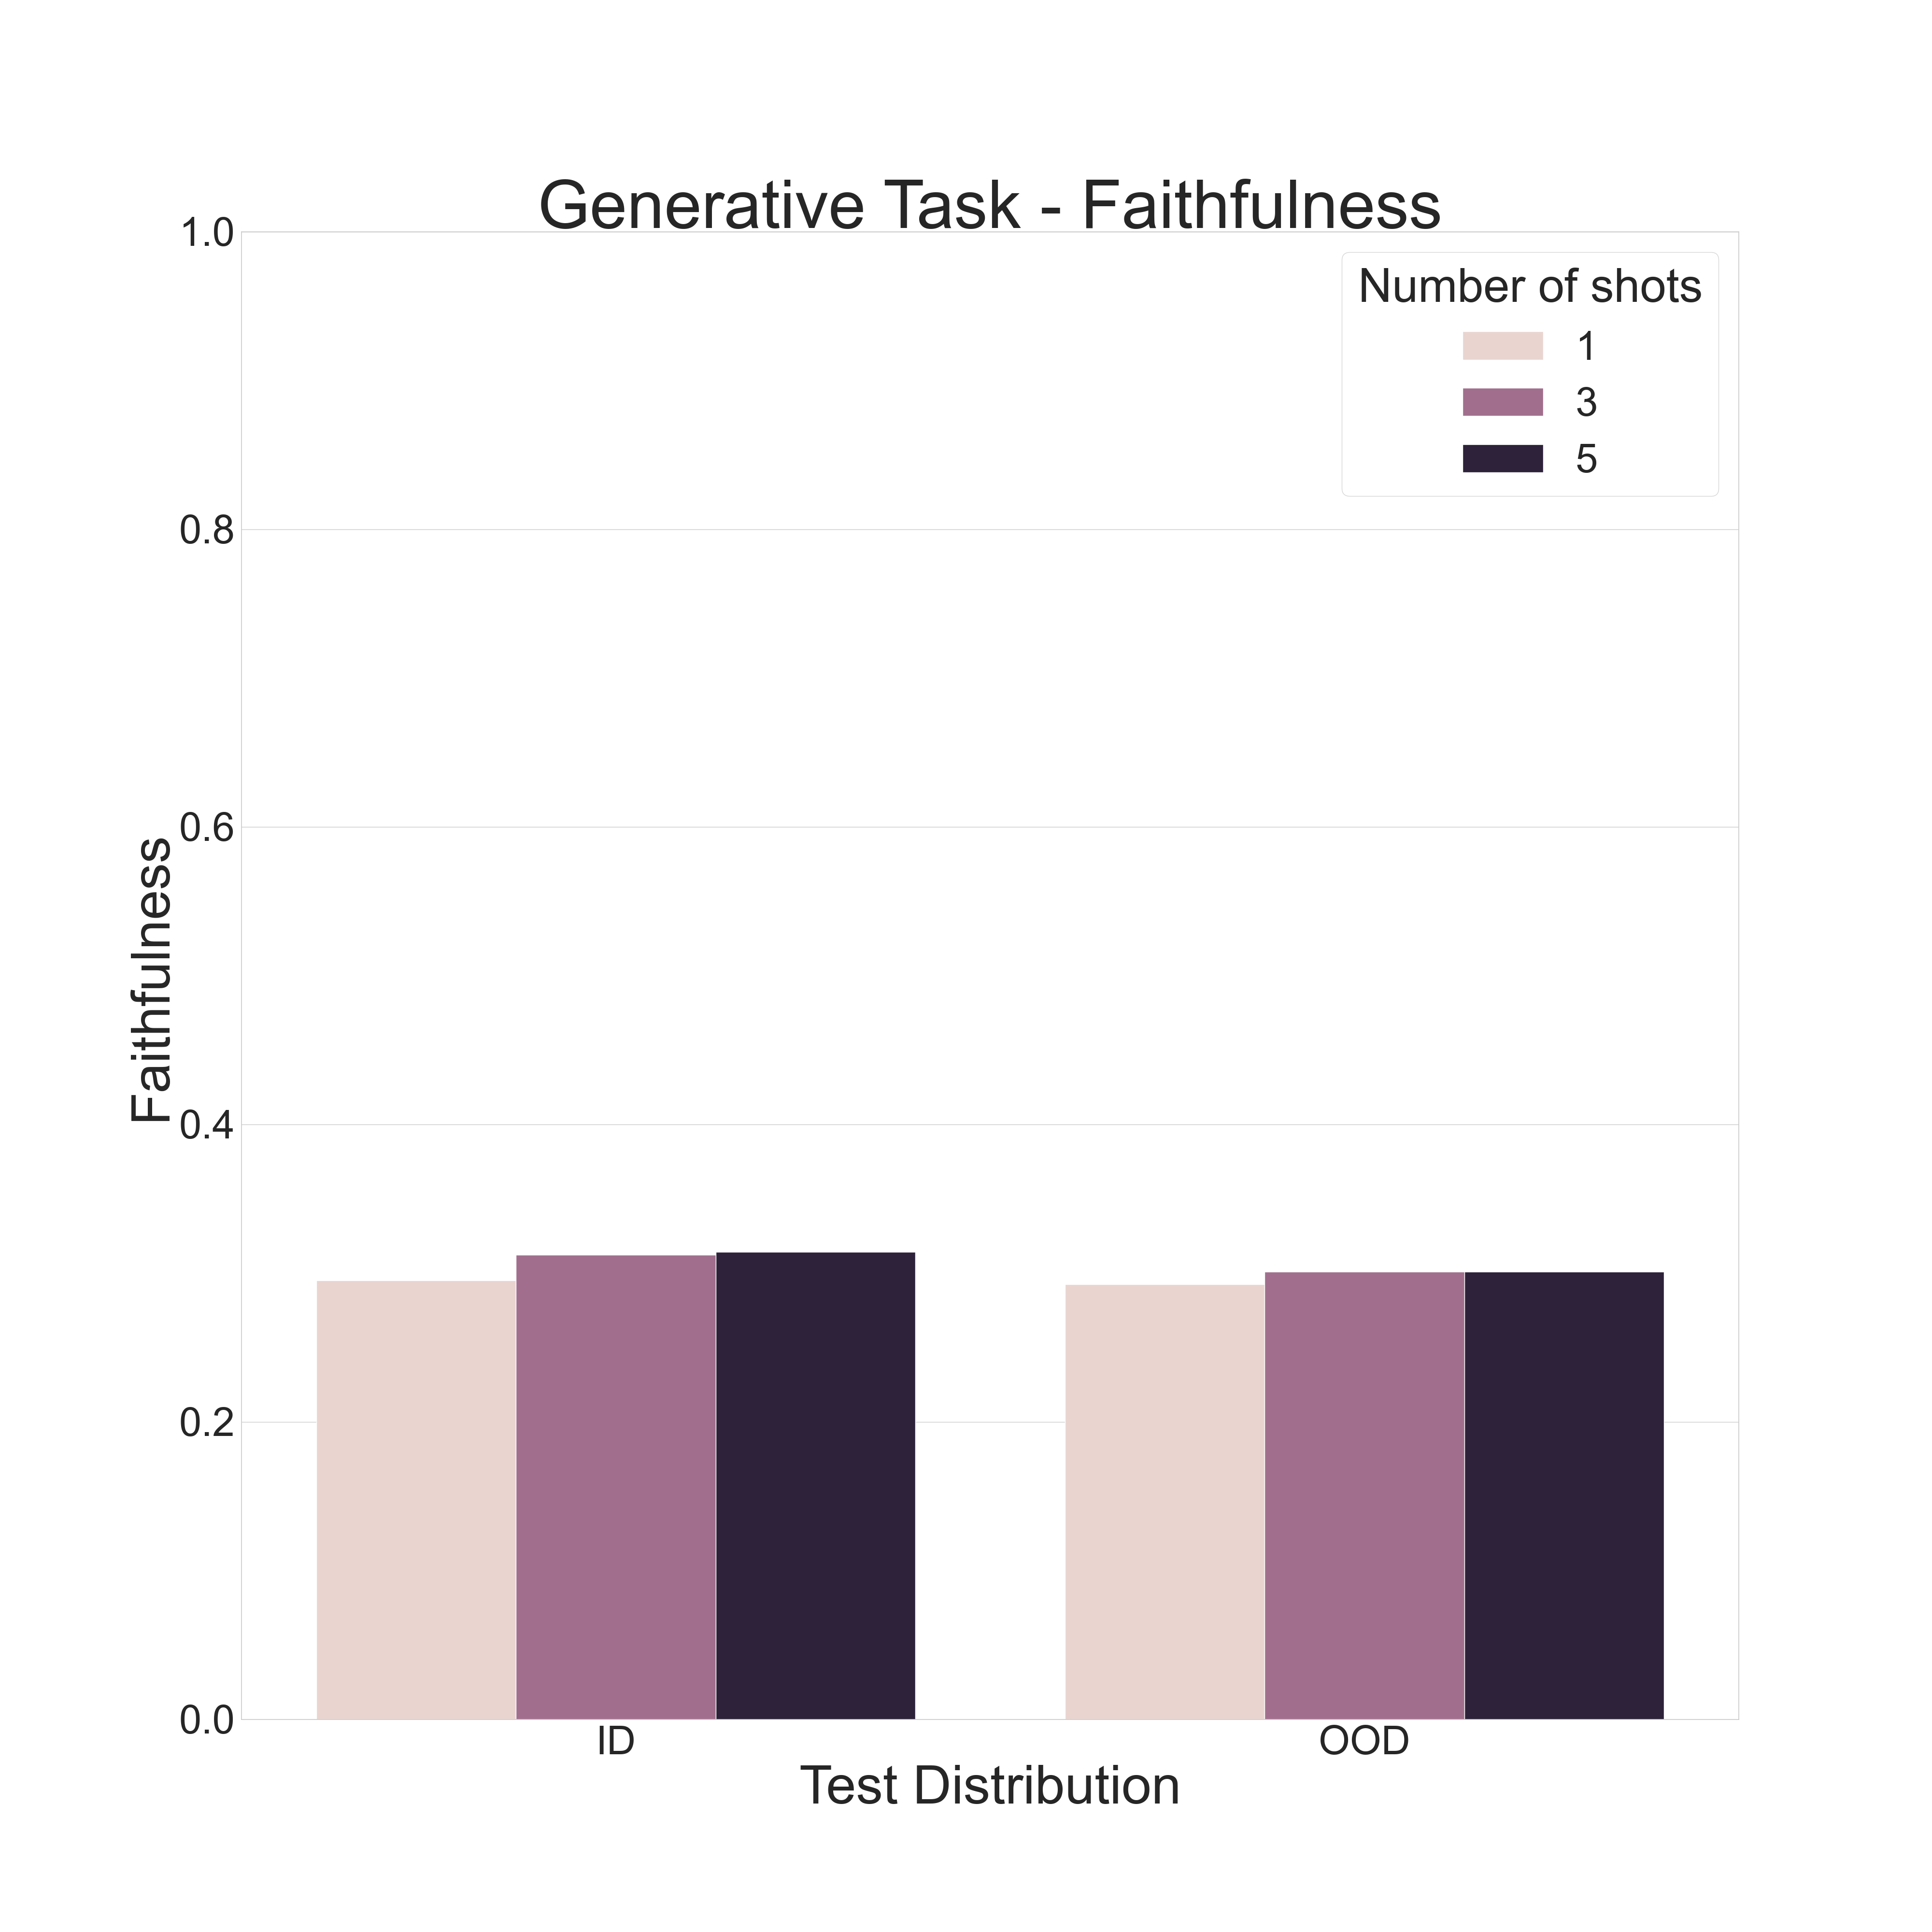 Generative Task - Faithfulness
1.0
0.8
0.6
0.4
0.2
0.0
Faithfulness
Number of shots
1
3
5
ID
OOD
Test Distribution